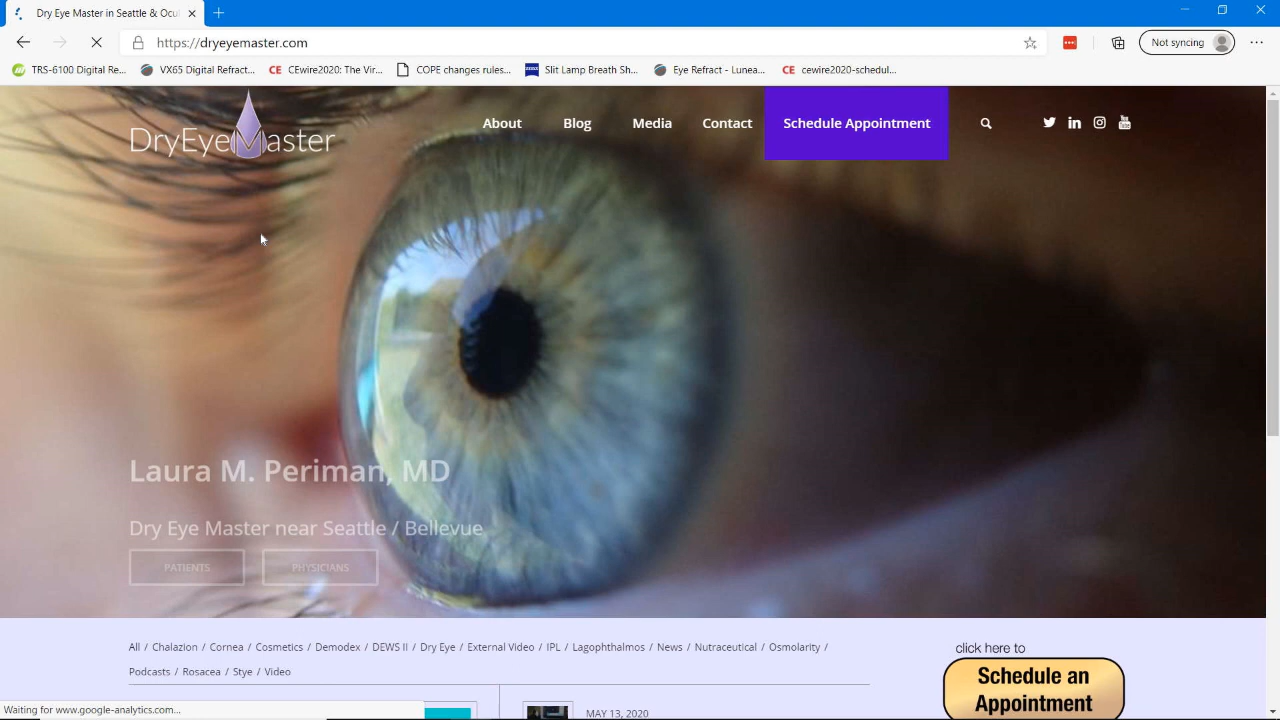 Dry Eye Master in Seattle & Ocul
https://dryeyemaster.com
Not syncing
TRS-6100 Digital Re...
VX65 Digital Refract...
CE CEwire2020: The Vir...
COPE changes rules...
Slit Lamp Breath Sh...
Eye Refract - Lunea...
CE cewire2020-schedul...
DryEyeMaster
About
Blog
Media
Contact
Schedule Appointment
Laura M. Periman, MD
Dry Eye Master near Seattle / Bellevue
PATIENTS
PHYSICIANS
All / Chalazion / Cornea / Cosmetics / Demodex / DEWS II / Dry Eye / External Video / IPL / Lagophthalmos / News / Nutraceutical / Osmolarity /
Podcasts / Rosacea / Stye / Video
click here to
Schedule an
Appointment
Waiting for www.google-analytics.com...
MAY 13, 2020